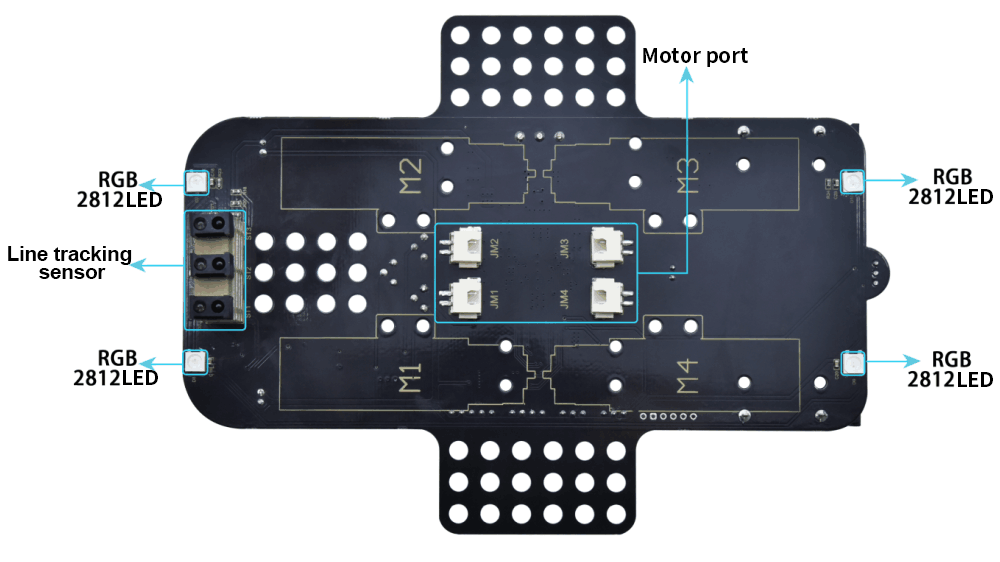 Motor port
M2
M3
RGB
2812LED
RGB
2812LED
Line tracking
sensor
JM2
JM3
JM1
JM4
RGB
2812LED
RGB
2812LED
M1
M4